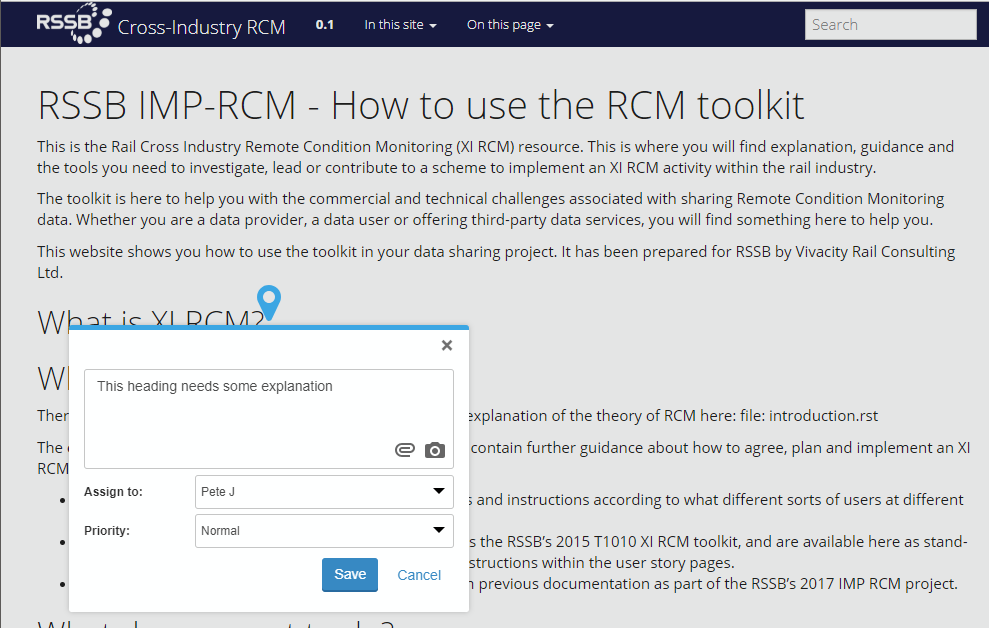 RSSB Cross-Industry RCM 0.1 In this site On this page Search
RSSB IMP-RCM - How to use the RCM toolkit
This is the Rail Cross Industry Remote Condition Monitoring (XI RCM) resource. This is where you will find explanation, guidance and
the tools you need to investigate, lead or contribute to a scheme to implement an XI RCM activity within the rail industry.
The toolkit is here to help you with the commercial and technical challenges associated with sharing Remote Condition Monitoring
data. Whether you are a data provider, a data user or offering third-party data services, you will find something here to help you.
This website shows you how to use the toolkit in your data sharing project. It has been prepared for RSSB by Vivacity Rail Consulting
Ltd.
What is XI RCM?
×
This heading needs some explanation
explanation of the theory of RCM here: file: introduction.rst
The
contain further guidance about how to agree, plan and implement an XI
RCM
Assign to: Pete J
and instructions according to what different sorts of users at different
Priority: Normal
the RSSB's 2015 T1010 XI RCM toolkit, and are available here as stand-
within the user story pages.
Save Cancel
previous documentation as part of the RSSB's 2017 IMP RCM project.